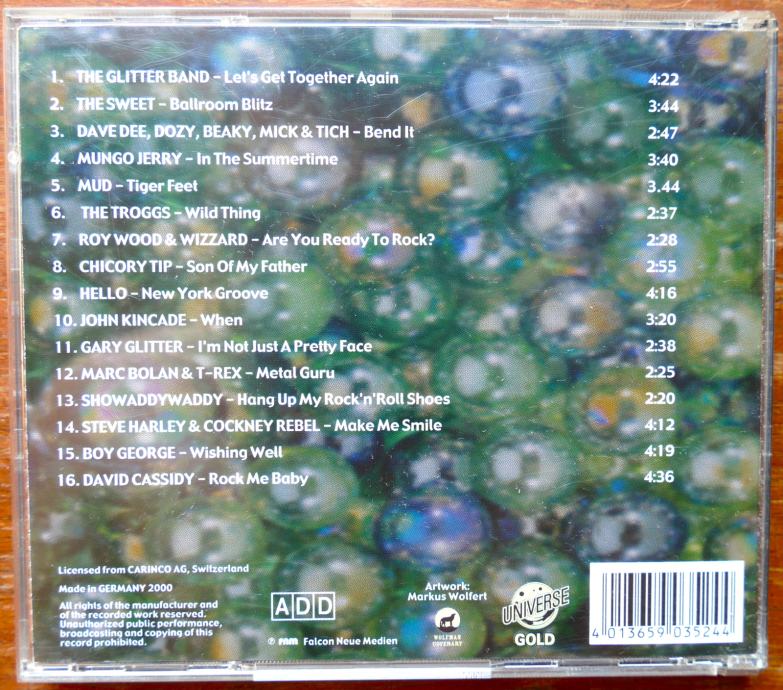 1. THE GLITTER BAND – Let's Get Together Again 4:22
2. THE SWEET – Ballroom Blitz 3:44
3. DAVE DEE, DOZY, BEAKY, MICK & TICH – Bend It 2:47
4. MUNGO JERRY – In The Summertime 3:40
5. MUD – Tiger Feet 3.44
6. THE TROGGS – Wild Thing 2:37
7. ROY WOOD & WIZZARD – Are You Ready To Rock? 2:28
8. CHICORY TIP – Son Of My Father 2:55
9. HELLO – New York Groove 4:16
10. JOHN KINCADE – When 3:20
11. GARY GLITTER – I'm Not Just A Pretty Face 2:38
12. MARC BOLAN & T-REX – Metal Guru 2:25
13. SHOWADDYWADDY – Hang Up My Rock'n'Roll Shoes 2:20
14. STEVE HARLEY & COCKNEY REBEL – Make Me Smile 4:12
15. BOY GEORGE – Wishing Well 4:19
16. DAVID CASSIDY – Rock Me Baby 4:36
Licensed from CARINCO AG, Switzerland
Made in GERMANY 2000
All rights of the manufacturer and
of the recorded work reserved.
Unauthorized public performance,
broadcasting and copying of this
record prohibited.
ADD
℗ FNM Falcon Neue Medien
Artwork:
Markus Wolfert
WOLFMAN
UNIVERSE
GOLD
4 013659 035244